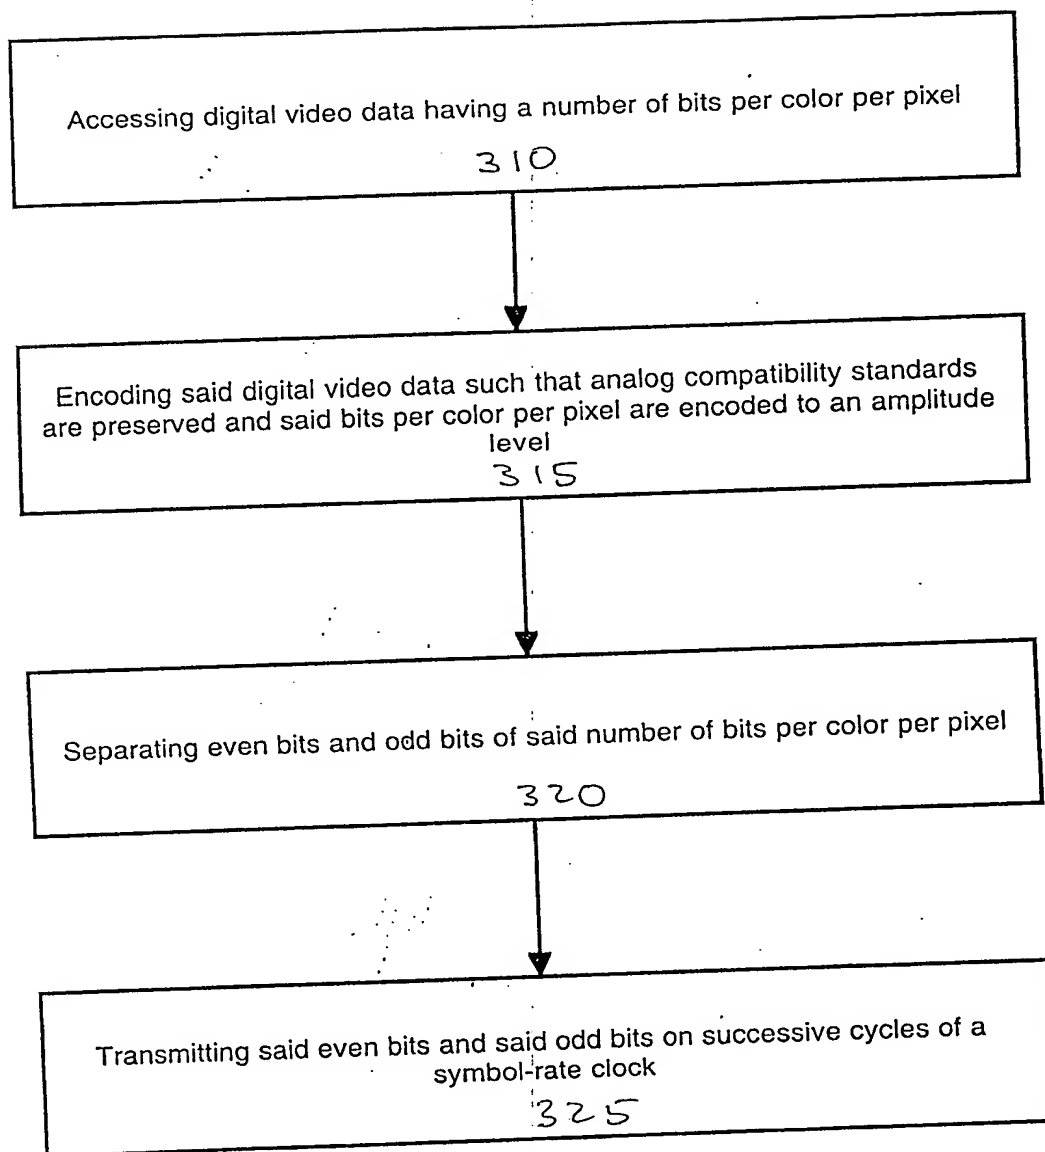 Accessing digital video data having a number of bits per color per pixel
310
Encoding said digital video data such that analog compatibility standards
are preserved and said bits per color per pixel are encoded to an amplitude
level
315
Separating even bits and odd bits of said number of bits per color per pixel
320
Transmitting said even bits and said odd bits on successive cycles of a
symbol-rate clock
325